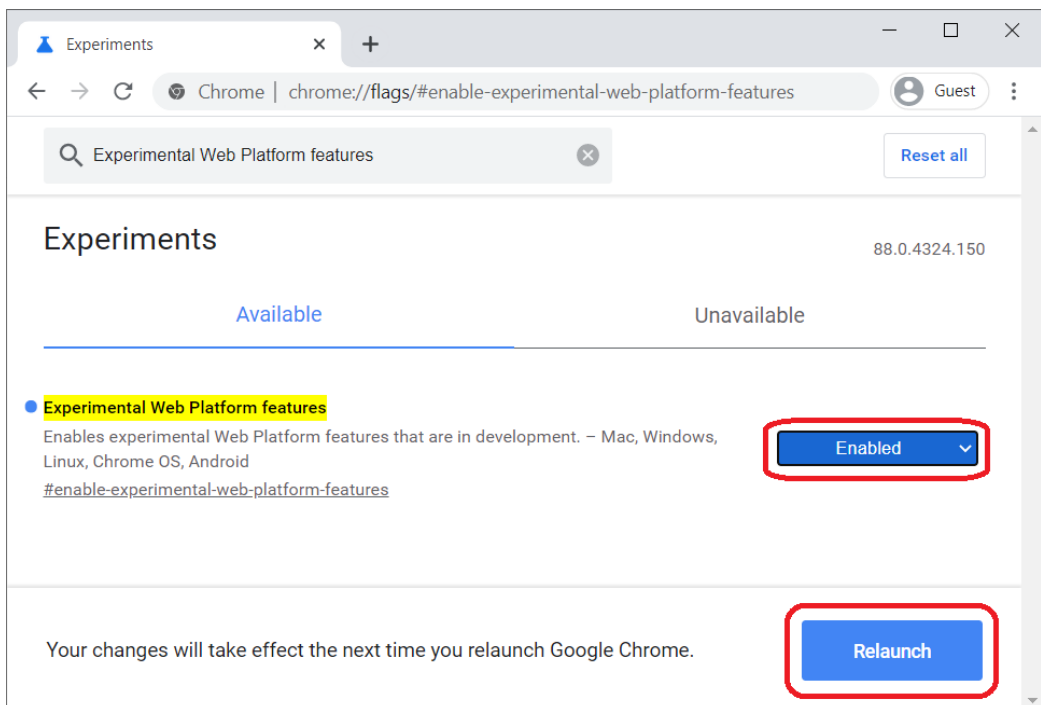 Experiments
Chrome | chrome://flags/#enable-experimental-web-platform-features
Guest
Experimental Web Platform features
Reset all
Experiments
88.0.4324.150
Available
Unavailable
Experimental Web Platform features
Enables experimental Web Platform features that are in development. – Mac, Windows,
Linux, Chrome OS, Android
#enable-experimental-web-platform-features
Enabled
Your changes will take effect the next time you relaunch Google Chrome.
Relaunch